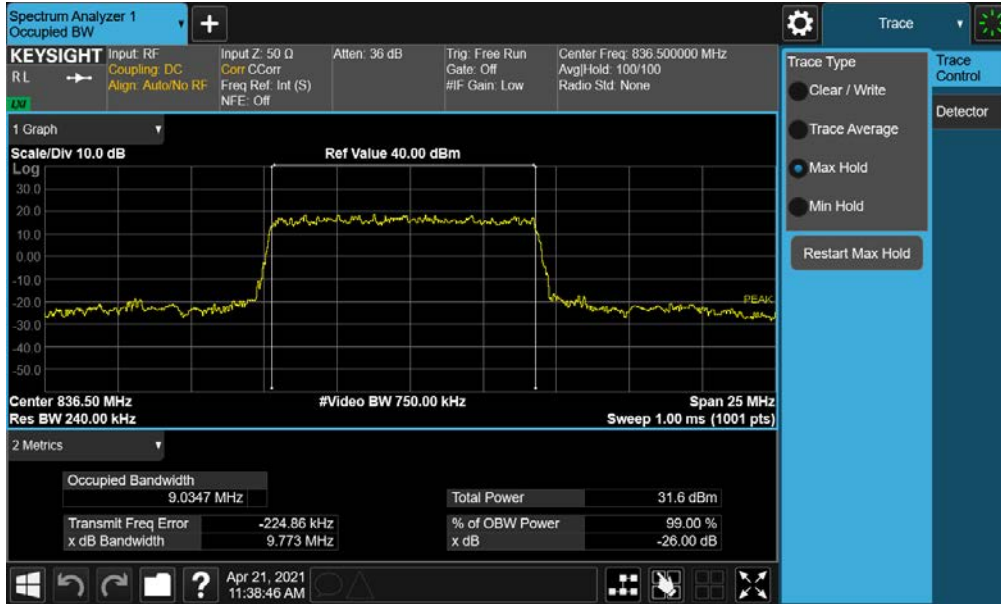 Spectrum Analyzer 1
Occupied BW
+
Trace
KEYSIGHT
RL
LXI
Input: RF
Coupling: DC
Align: Auto/No RF
Input Z: 50 Ω
Corr CCorr
Freq Ref: Int (S)
NFE: Off
Atten: 36 dB
Trig: Free Run
Gate: Off
#IF Gain: Low
Center Freq: 836.500000 MHz
Avg|Hold: 100/100
Radio Std: None
1 Graph
Scale/Div 10.0 dB
Ref Value 40.00 dBm
Log
30.0
20.0
10.0
0.00
-10.0
-20.0
-30.0
-40.0
-50.0
PEAK
Center 836.50 MHz
#Video BW 750.00 kHz
Span 25 MHz
Res BW 240.00 kHz
Sweep 1.00 ms (1001 pts)
2 Metrics
Occupied Bandwidth
9.0347 MHz
Total Power 31.6 dBm
Transmit Freq Error -224.86 kHz
% of OBW Power 99.00 %
x dB Bandwidth 9.773 MHz
x dB -26.00 dB
Trace Type
Clear / Write
Trace Average
Max Hold
Min Hold
Restart Max Hold
Trace
Control
Detector
?
Apr 21, 2021
11:38:46 AM